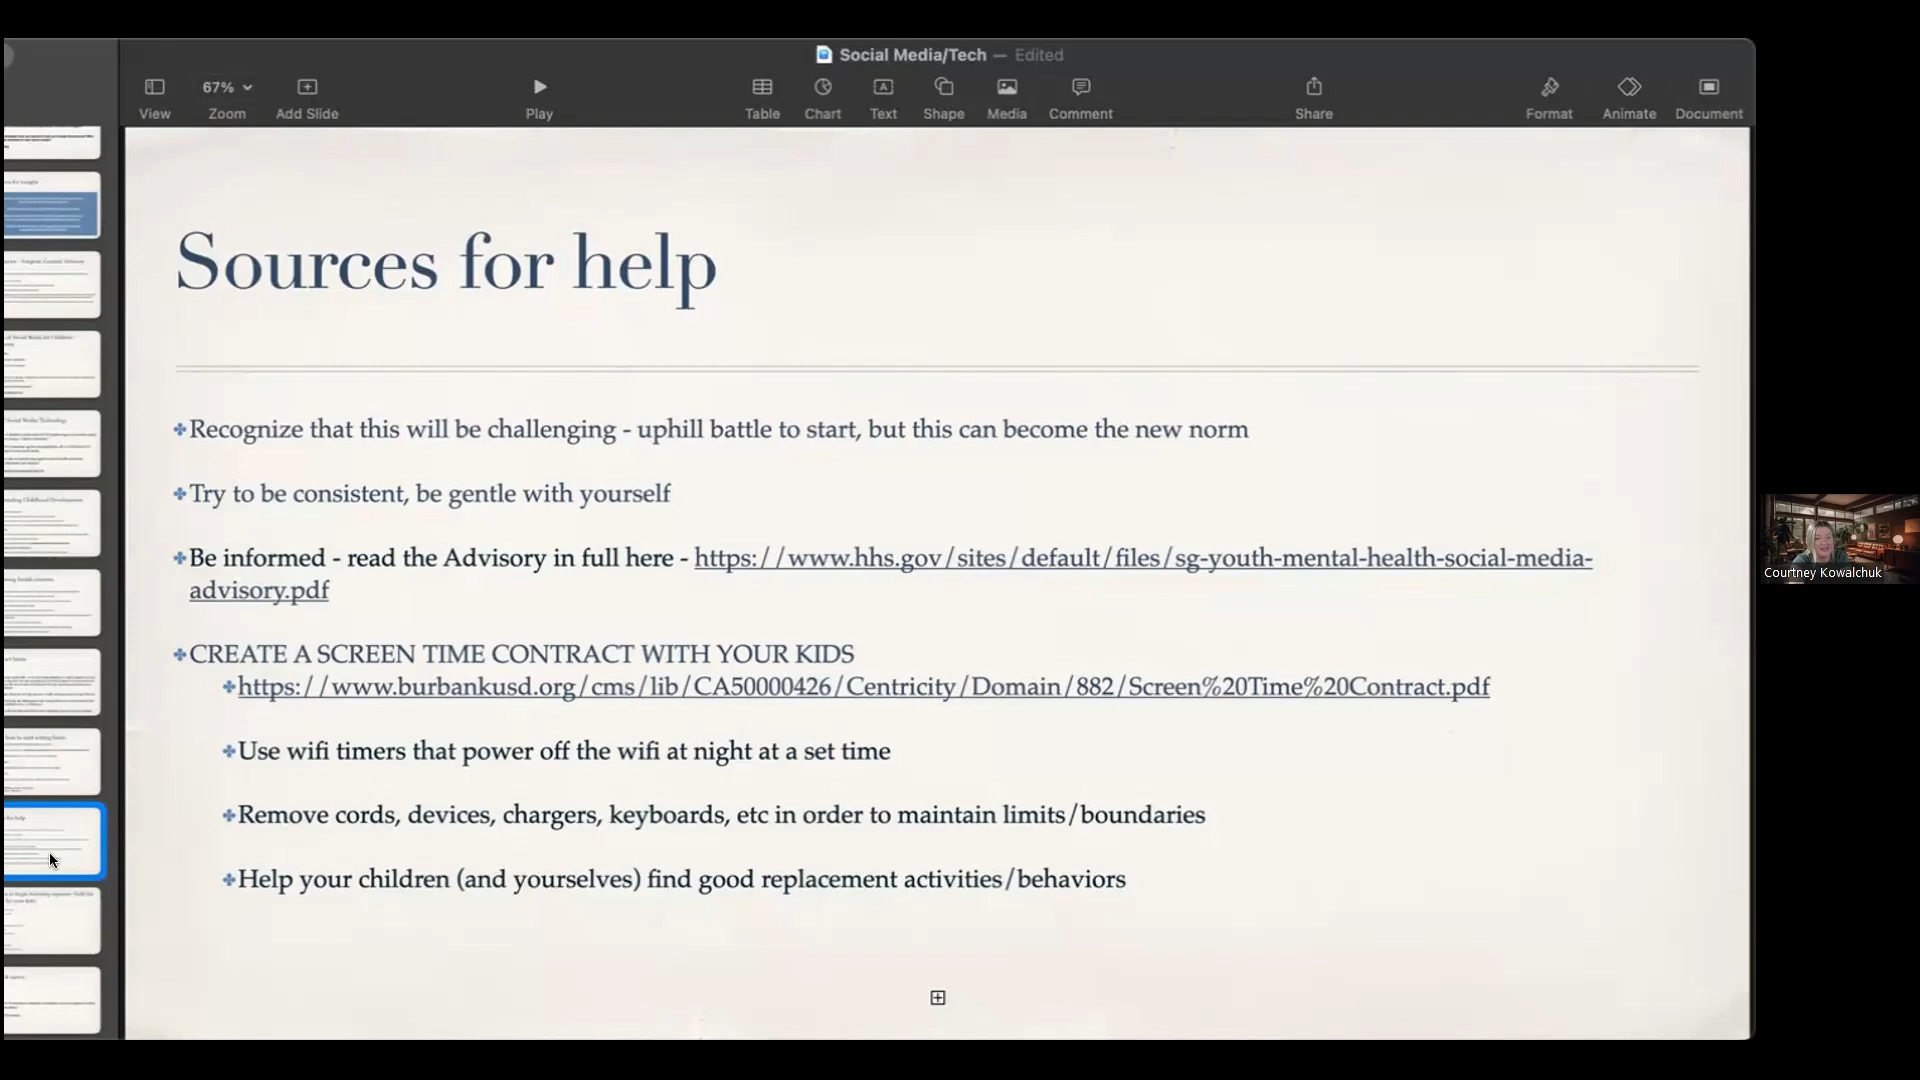 Social Media/Tech — Edited
67%
View Zoom Add Slide Play Table Chart Text Shape Media Comment Share Format Animate Document
Sources for help
Recognize that this will be challenging - uphill battle to start, but this can become the new norm
Try to be consistent, be gentle with yourself
Be informed - read the Advisory in full here - https://www.hhs.gov/sites/default/files/sg-youth-mental-health-social-media-
advisory.pdf
CREATE A SCREEN TIME CONTRACT WITH YOUR KIDS
https://www.burbankusd.org/cms/lib/CA50000426/Centricity/Domain/882/Screen%20Time%20Contract.pdf
Use wifi timers that power off the wifi at night at a set time
Remove cords, devices, chargers, keyboards, etc in order to maintain limits/boundaries
Help your children (and yourselves) find good replacement activities/behaviors
Courtney Kowalchuk